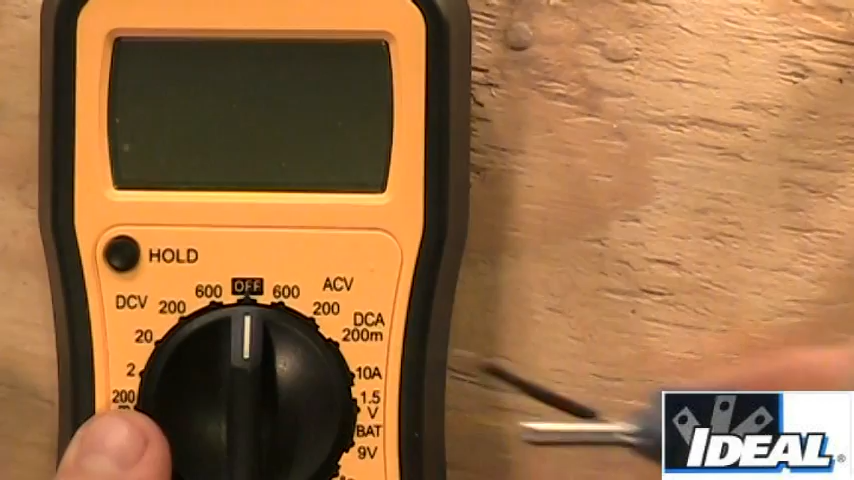 HOLD
OFF
600 600
DCV ACV
200 200
DCA
20 200m
2 10A
200 1.5
V
BAT
9V
IDEAL®